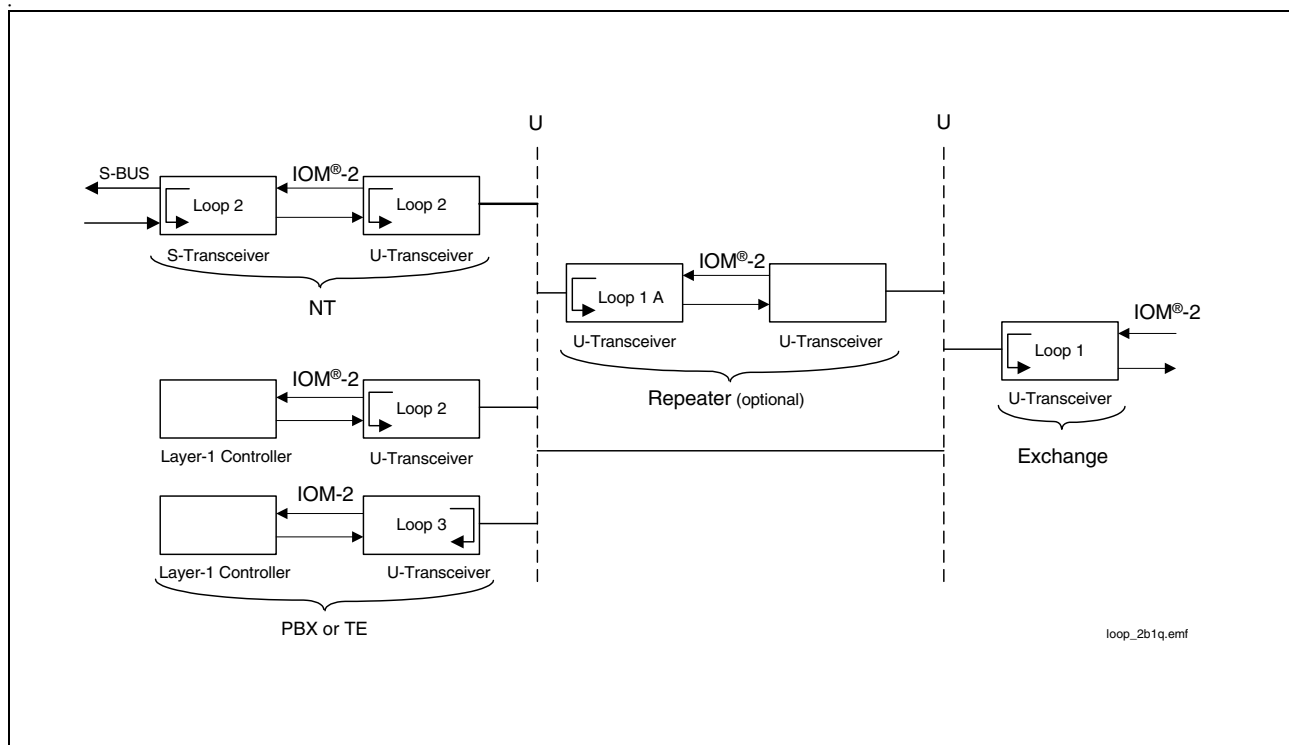 U
U
S-BUS
IOM®-2
Loop 2
Loop 2
S-Transceiver
U-Transceiver
NT
IOM®-2
Loop 1 A
U-Transceiver
U-Transceiver
Repeater (optional)
IOM®-2
Loop 1
U-Transceiver
Exchange
IOM®-2
Loop 2
Layer-1 Controller
U-Transceiver
IOM-2
Loop 3
Layer-1 Controller
U-Transceiver
PBX or TE
loop_2b1q.emf